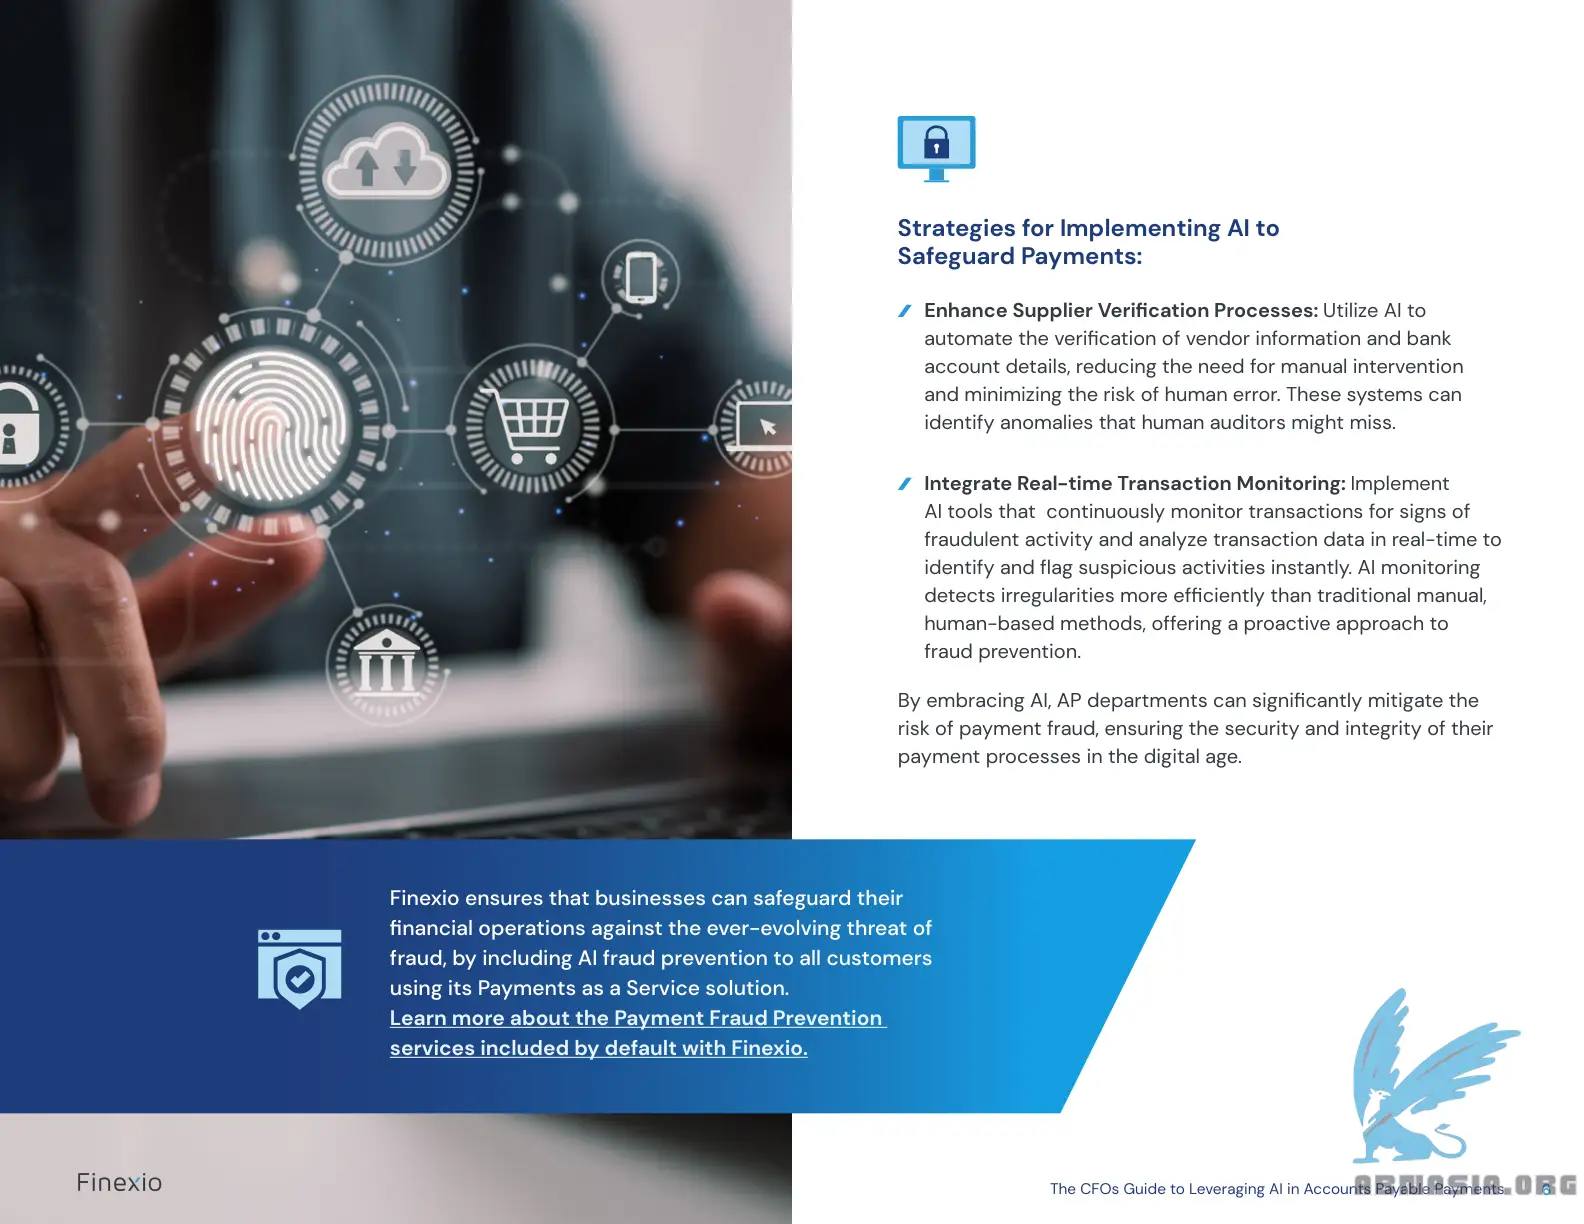 Strategies for Implementing AI to
Safeguard Payments:
Enhance Supplier Verification Processes: Utilize AI to
automate the verification of vendor information and bank
account details, reducing the need for manual intervention
and minimizing the risk of human error. These systems can
identify anomalies that human auditors might miss.
Integrate Real-time Transaction Monitoring: Implement
AI tools that  continuously monitor transactions for signs of
fraudulent activity and analyze transaction data in real-time to
identify and flag suspicious activities instantly. AI monitoring
detects irregularities more efficiently than traditional manual,
human-based methods, offering a proactive approach to
fraud prevention.
By embracing AI, AP departments can significantly mitigate the
risk of payment fraud, ensuring the security and integrity of their
payment processes in the digital age.
Finexio ensures that businesses can safeguard their
financial operations against the ever-evolving threat of
fraud, by including AI fraud prevention to all customers
using its Payments as a Service solution.
Learn more about the Payment Fraud Prevention
services included by default with Finexio.
Finexio
The CFOs Guide to Leveraging AI in Accounts Payable Payments 6